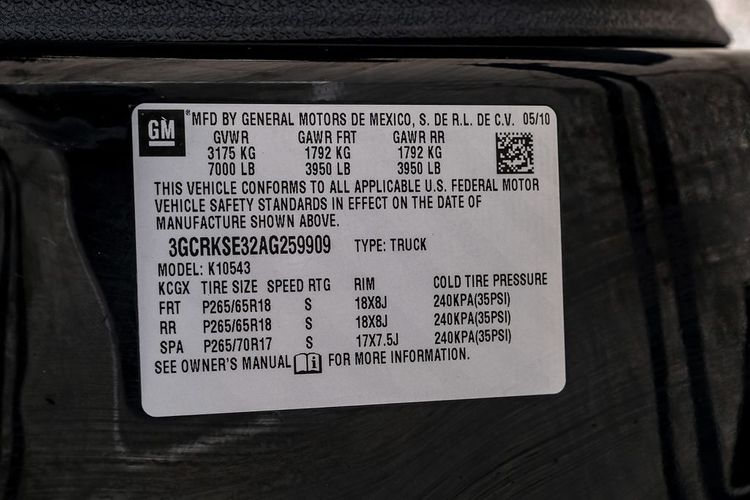 GM ® MFD BY GENERAL MOTORS DE MEXICO, S. DE R.L. DE C.V. 05/10
GVWR GAWR FRT GAWR RR
3175 KG 1792 KG 1792 KG
7000 LB 3950 LB 3950 LB
THIS VEHICLE CONFORMS TO ALL APPLICABLE U.S. FEDERAL MOTOR
VEHICLE SAFETY STANDARDS IN EFFECT ON THE DATE OF
MANUFACTURE SHOWN ABOVE.
3GCRKSE32AG259909 TYPE: TRUCK
MODEL: K10543
KCGX TIRE SIZE SPEED RTG RIM COLD TIRE PRESSURE
FRT P265/65R18 S 18X8J 240KPA(35PSI)
RR P265/65R18 S 18X8J 240KPA(35PSI)
SPA P265/70R17 S 17X7.5J 240KPA(35PSI)
SEE OWNER'S MANUAL i FOR MORE INFORMATION.